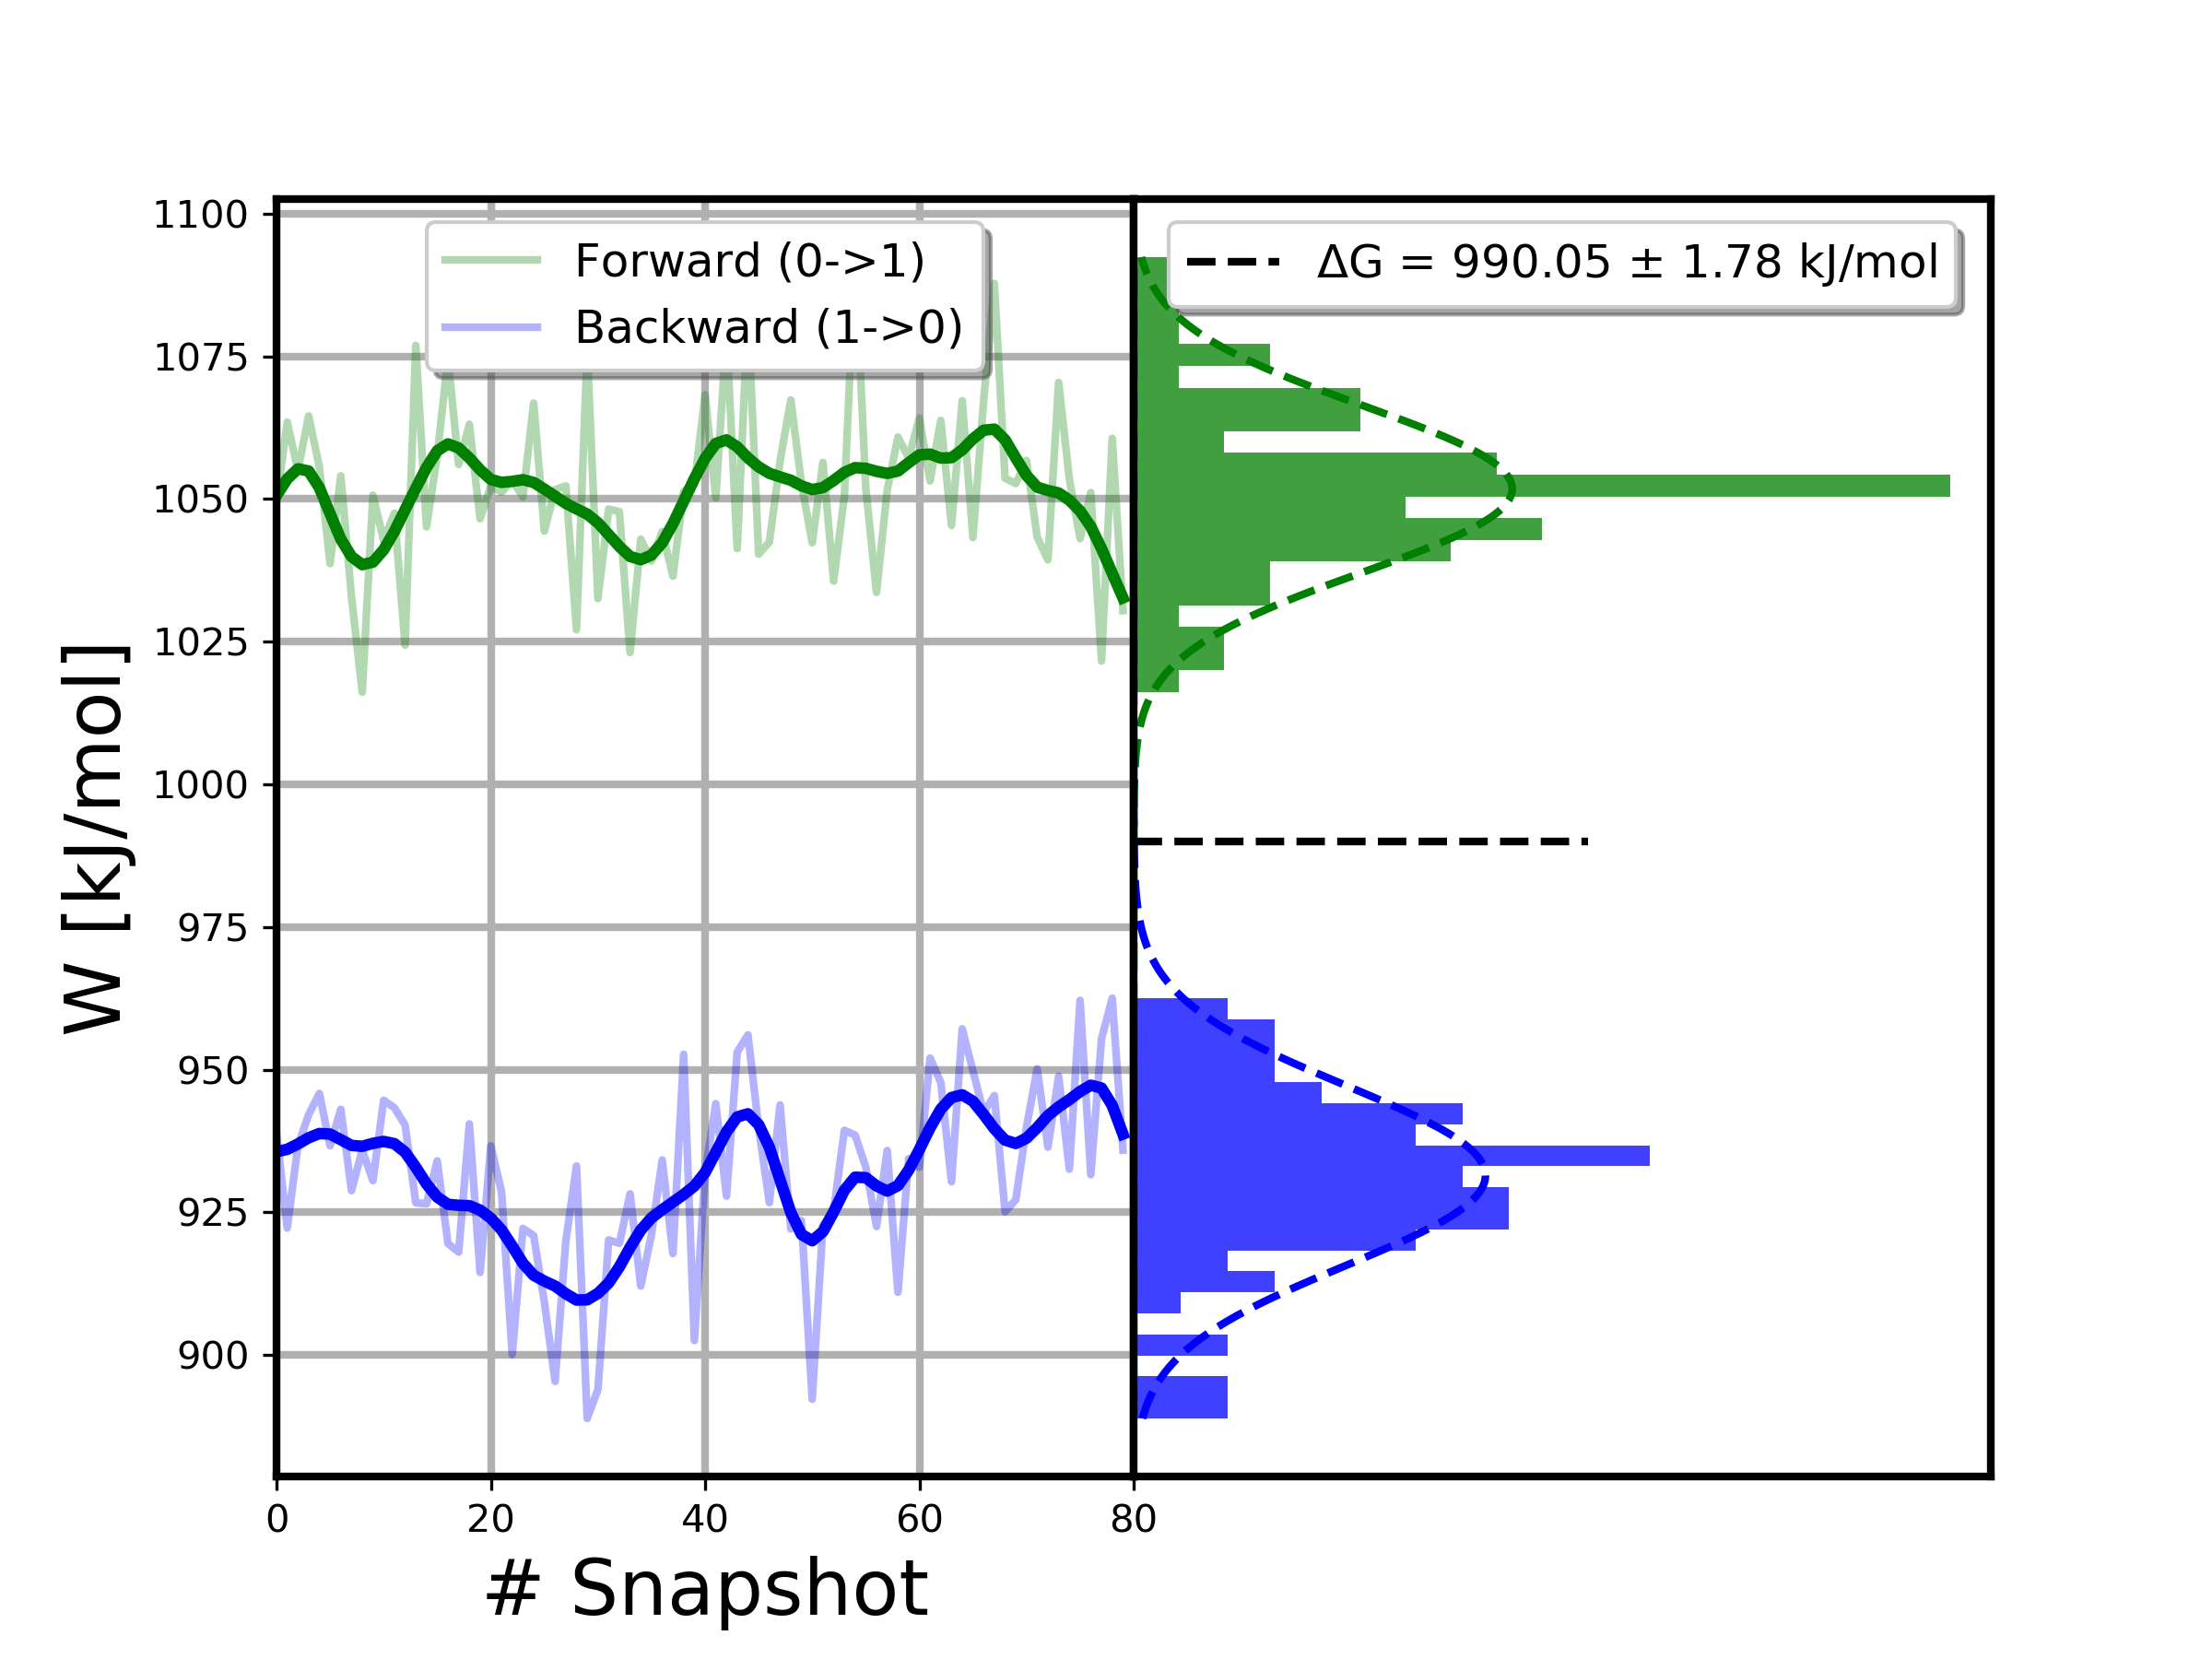 1100
1075
1050
1025
1000
975
950
925
900
W [kJ/mol]
0
20
40
60
80
# Snapshot
Forward (0->1)
Backward (1->0)
ΔG = 990.05 ± 1.78 kJ/mol